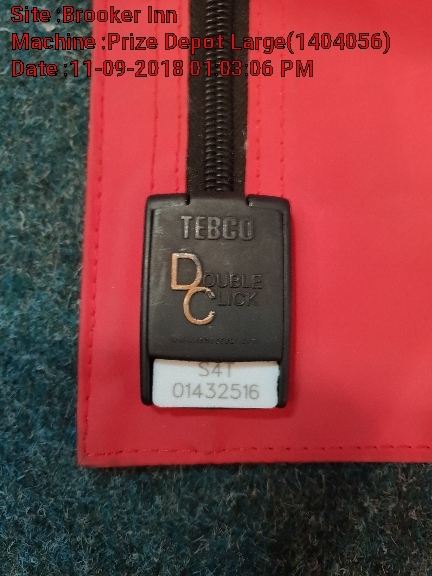 Site :Brooker Inn
Machine :Prize Depot Large(1404056)
Date :11-09-2018 01:03:06 PM
TEBCO
DOUBLE
CLICK
S4T
01432516